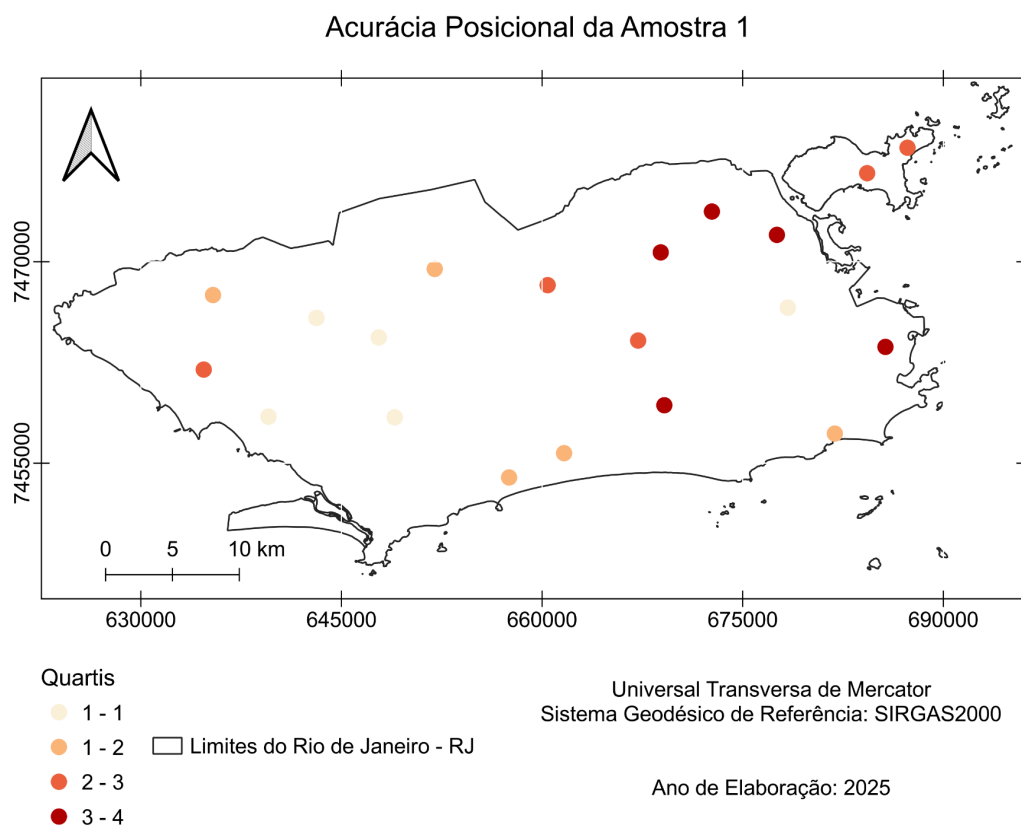 Acurácia Posicional da Amostra 1
7470000
7455000
0 5 10 km
630000 645000 660000 675000 690000
Quartis
1 - 1
1 - 2
2 - 3
3 - 4
Limites do Rio de Janeiro - RJ
Universal Transversa de Mercator
Sistema Geodésico de Referência: SIRGAS2000
Ano de Elaboração: 2025